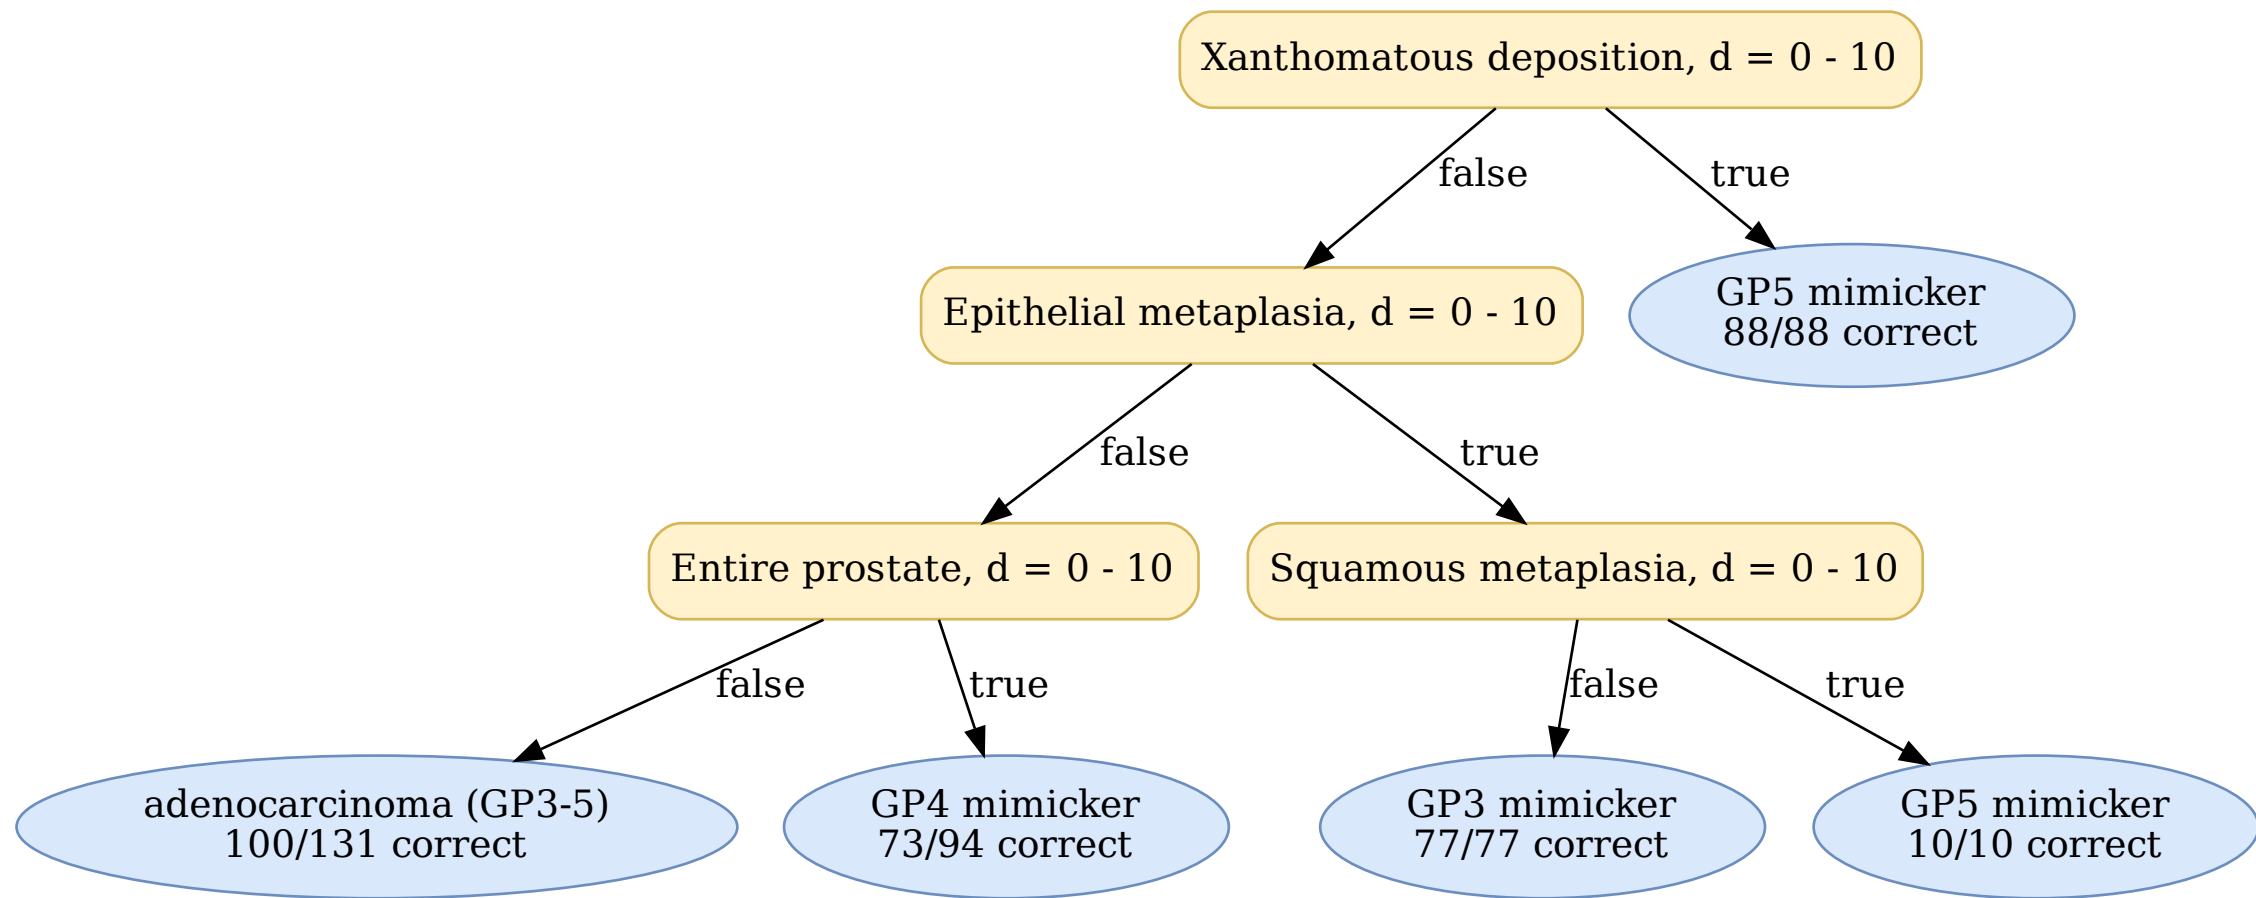 Xanthomatous deposition, d = 0 - 10
false
true
Epithelial metaplasia, d = 0 - 10
GP5 mimicker
88/88 correct
false
true
Entire prostate, d = 0 - 10
Squamous metaplasia, d = 0 - 10
false
true
false
true
adenocarcinoma (GP3-5)
100/131 correct
GP4 mimicker
73/94 correct
GP3 mimicker
77/77 correct
GP5 mimicker
10/10 correct